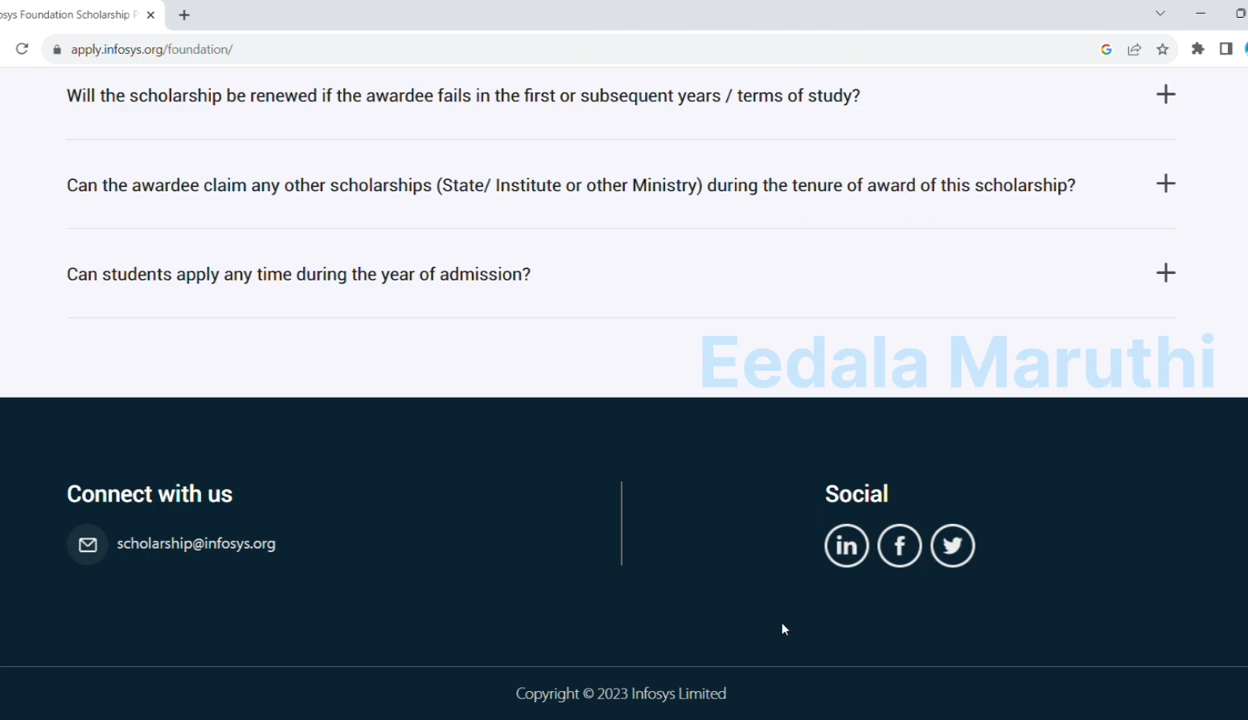 osys Foundation Scholarship P
apply.infosys.org/foundation/
Will the scholarship be renewed if the awardee fails in the first or subsequent years / terms of study?
Can the awardee claim any other scholarships (State/ Institute or other Ministry) during the tenure of award of this scholarship?
Can students apply any time during the year of admission?
Eedala Maruthi
Connect with us
Social
scholarship@infosys.org
Copyright © 2023 Infosys Limited